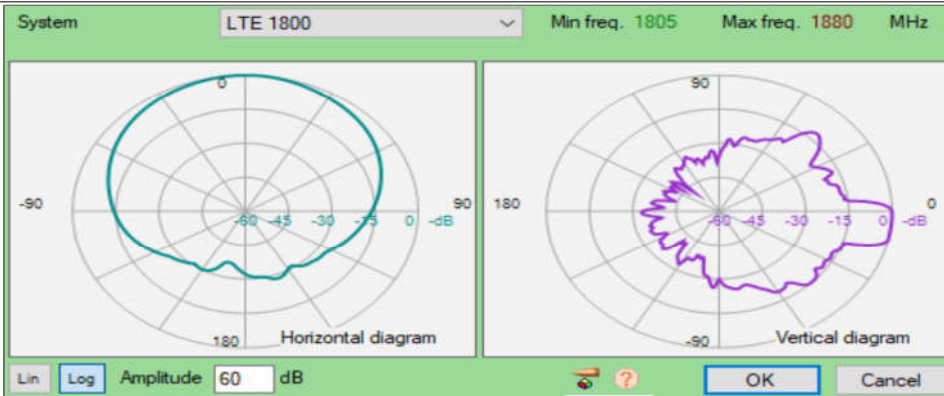 System LTE 1800 Min freq. 1805 Max freq. 1880 MHz
0
-90 90
-60 -45 -30 -15 0 -dB
180 Horizontal diagram
90
180 0
-60 -45 -30 -15 0 -dB
-90 Vertical diagram
Lin Log Amplitude 60 dB ? OK Cancel